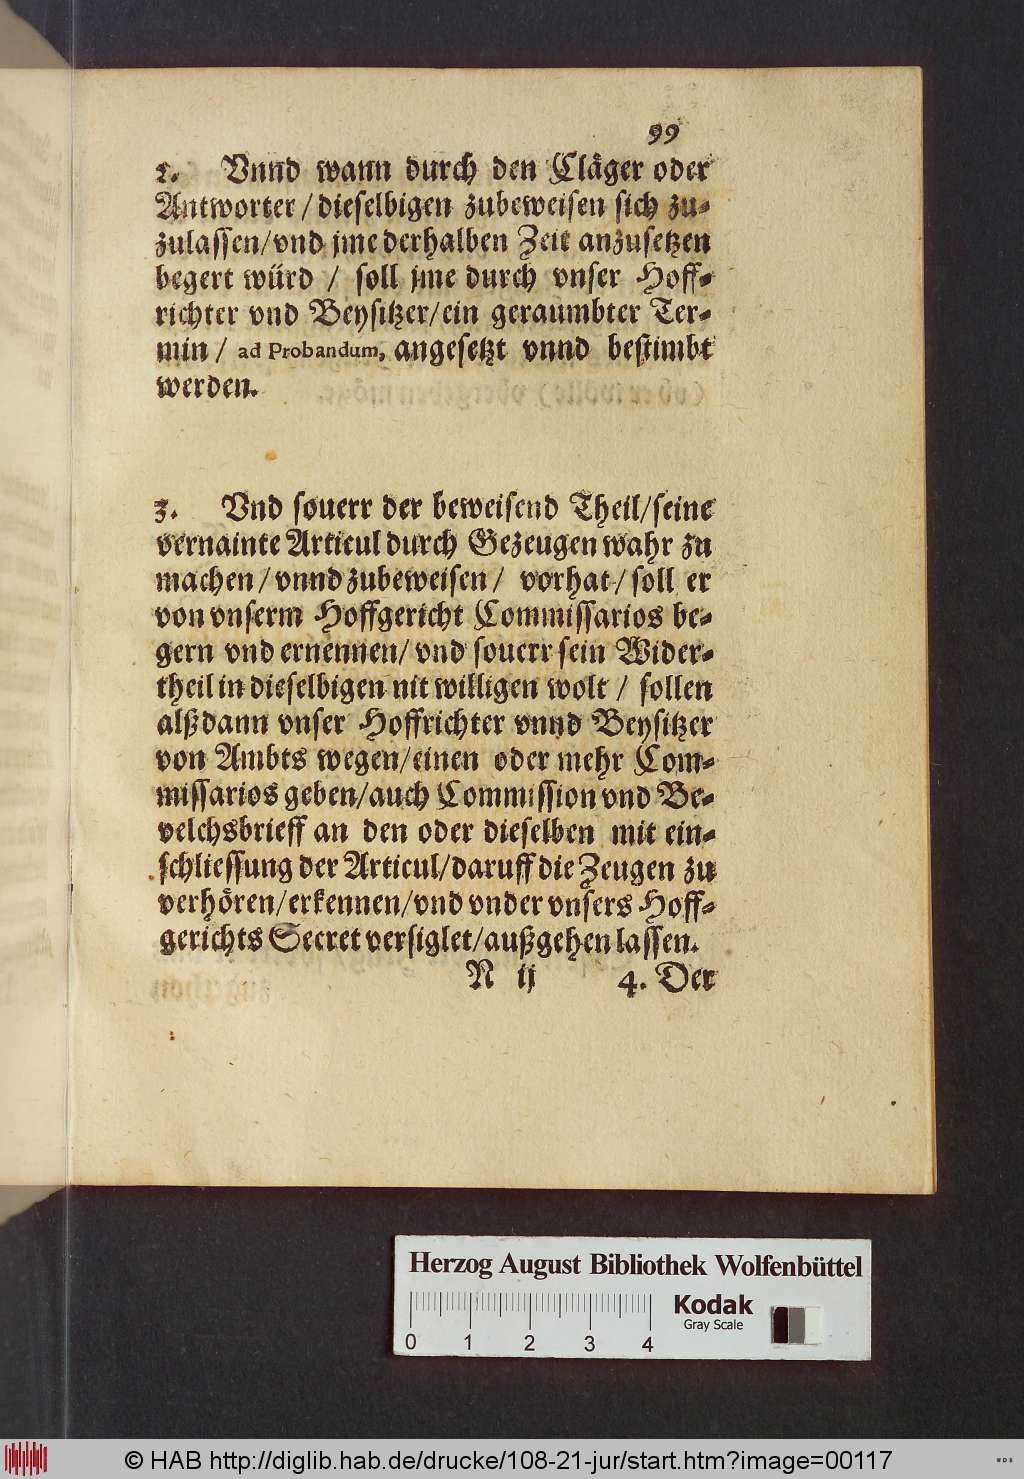 99
2. Vnnd wann durch den Cläger oder
Antworter / dieselbigen zubeweisen sich zu-
zulassen/vnd jme derhalben Zeit anzusetzen
begert würd / soll jme durch vnser Hoff-
richter vnd Beysitzer/ein geraumbter Ter-
min / ad Probandum, angesetzt vnnd bestimbt
werden.
3. Vnd souerr der beweisend Theil/seine
vernainte Articul durch Gezeugen wahr zu
machen/vnnd zubeweisen/ vorhat/soll er
von vnserm Hoffgericht Commissarios be-
gern vnd ernennen/ vnd souerr sein Wider-
theil in dieselbigen nit willigen wolt / sollen
alßdann vnser Hoffrichter vnnd Beysitzer
von Ambts wegen/einen oder mehr Com-
missarios geben/auch Commission vnd Be-
velchsbrieff an den oder dieselben mit ein-
schliessung der Articul/daruff die Zeugen zu
verhören/erkennen/vnd vnder vnsers Hoff-
gerichts Secret versiglet/außgehen lassen.
N ij 4. Der
Herzog August Bibliothek Wolfenbüttel
Kodak
Gray Scale
0 1 2 3 4
© HAB http://diglib.hab.de/drucke/108-21-jur/start.htm?image=00117